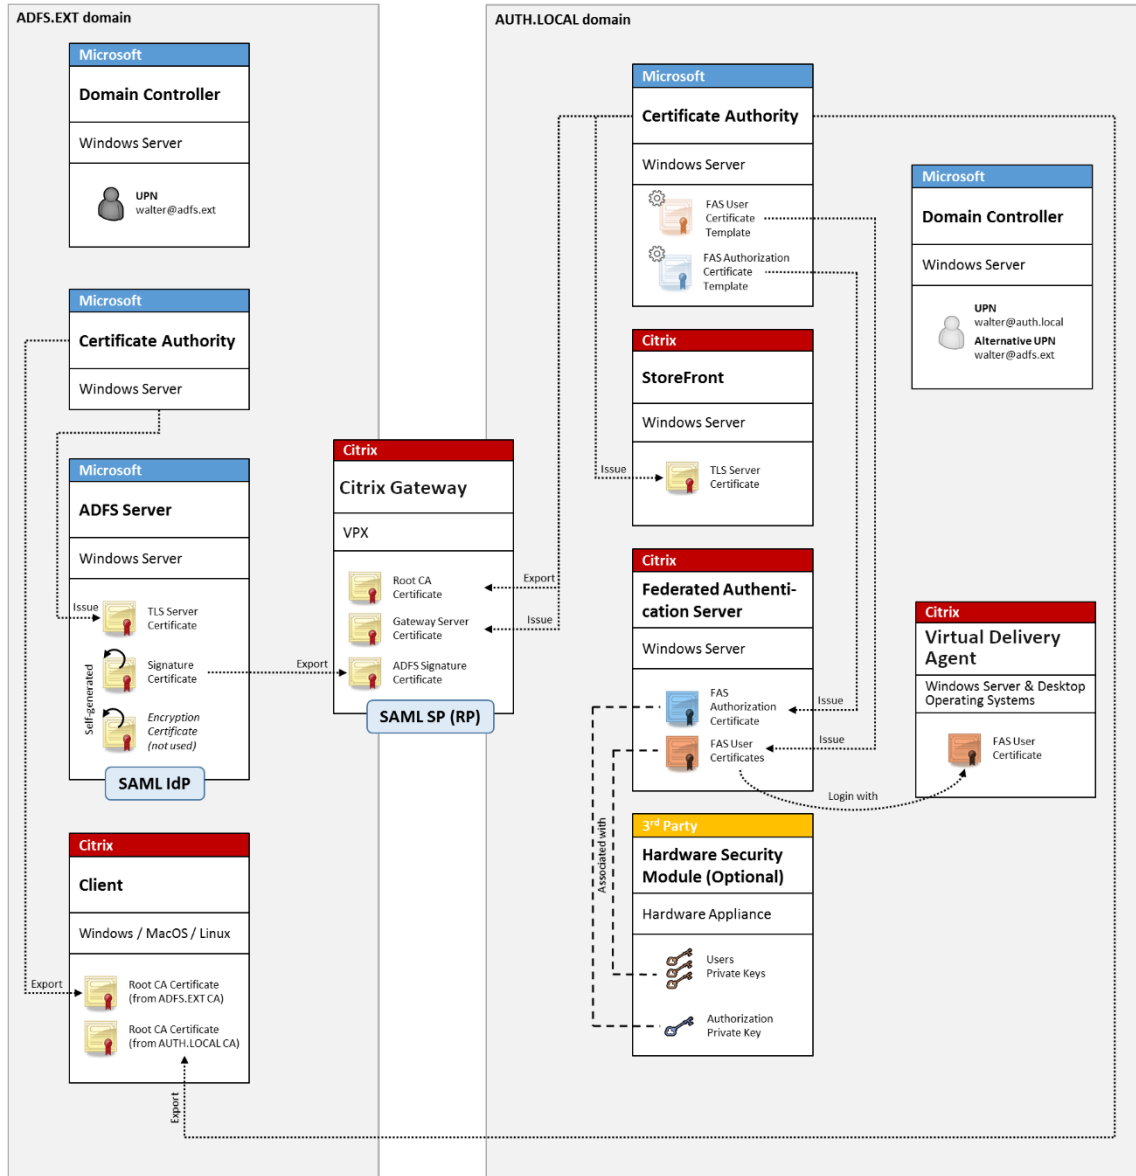 ADFS.EXT domain
Microsoft
Domain Controller
Windows Server
UPN
walter@adfs.ext
Microsoft
Certificate Authority
Windows Server
Microsoft
ADFS Server
Windows Server
Issue
TLS Server
Certificate
Self-generated
Signature
Certificate
Encryption
Certificate
(not used)
SAML IdP
Citrix
Client
Windows / MacOS / Linux
Export
Root CA Certificate
(from ADFS.EXT CA)
Root CA Certificate
(from AUTH.LOCAL CA)
Export
Citrix
Citrix Gateway
VPX
Root CA
Certificate
Export
Gateway Server
Certificate
Issue
Export
ADFS Signature
Certificate
SAML SP (RP)
AUTH.LOCAL domain
Microsoft
Certificate Authority
Windows Server
FAS User
Certificate
Template
FAS Authorization
Certificate
Template
Citrix
StoreFront
Windows Server
Issue
TLS Server
Certificate
Citrix
Federated Authenti-
cation Server
Windows Server
FAS
Authorization
Certificate
Issue
FAS User
Certificates
Issue
Login with
Associated with
3rd Party
Hardware Security
Module (Optional)
Hardware Appliance
Users
Private Keys
Authorization
Private Key
Microsoft
Domain Controller
Windows Server
UPN
walter@auth.local
Alternative UPN
walter@adfs.ext
Citrix
Virtual Delivery
Agent
Windows Server & Desktop
Operating Systems
FAS User
Certificate